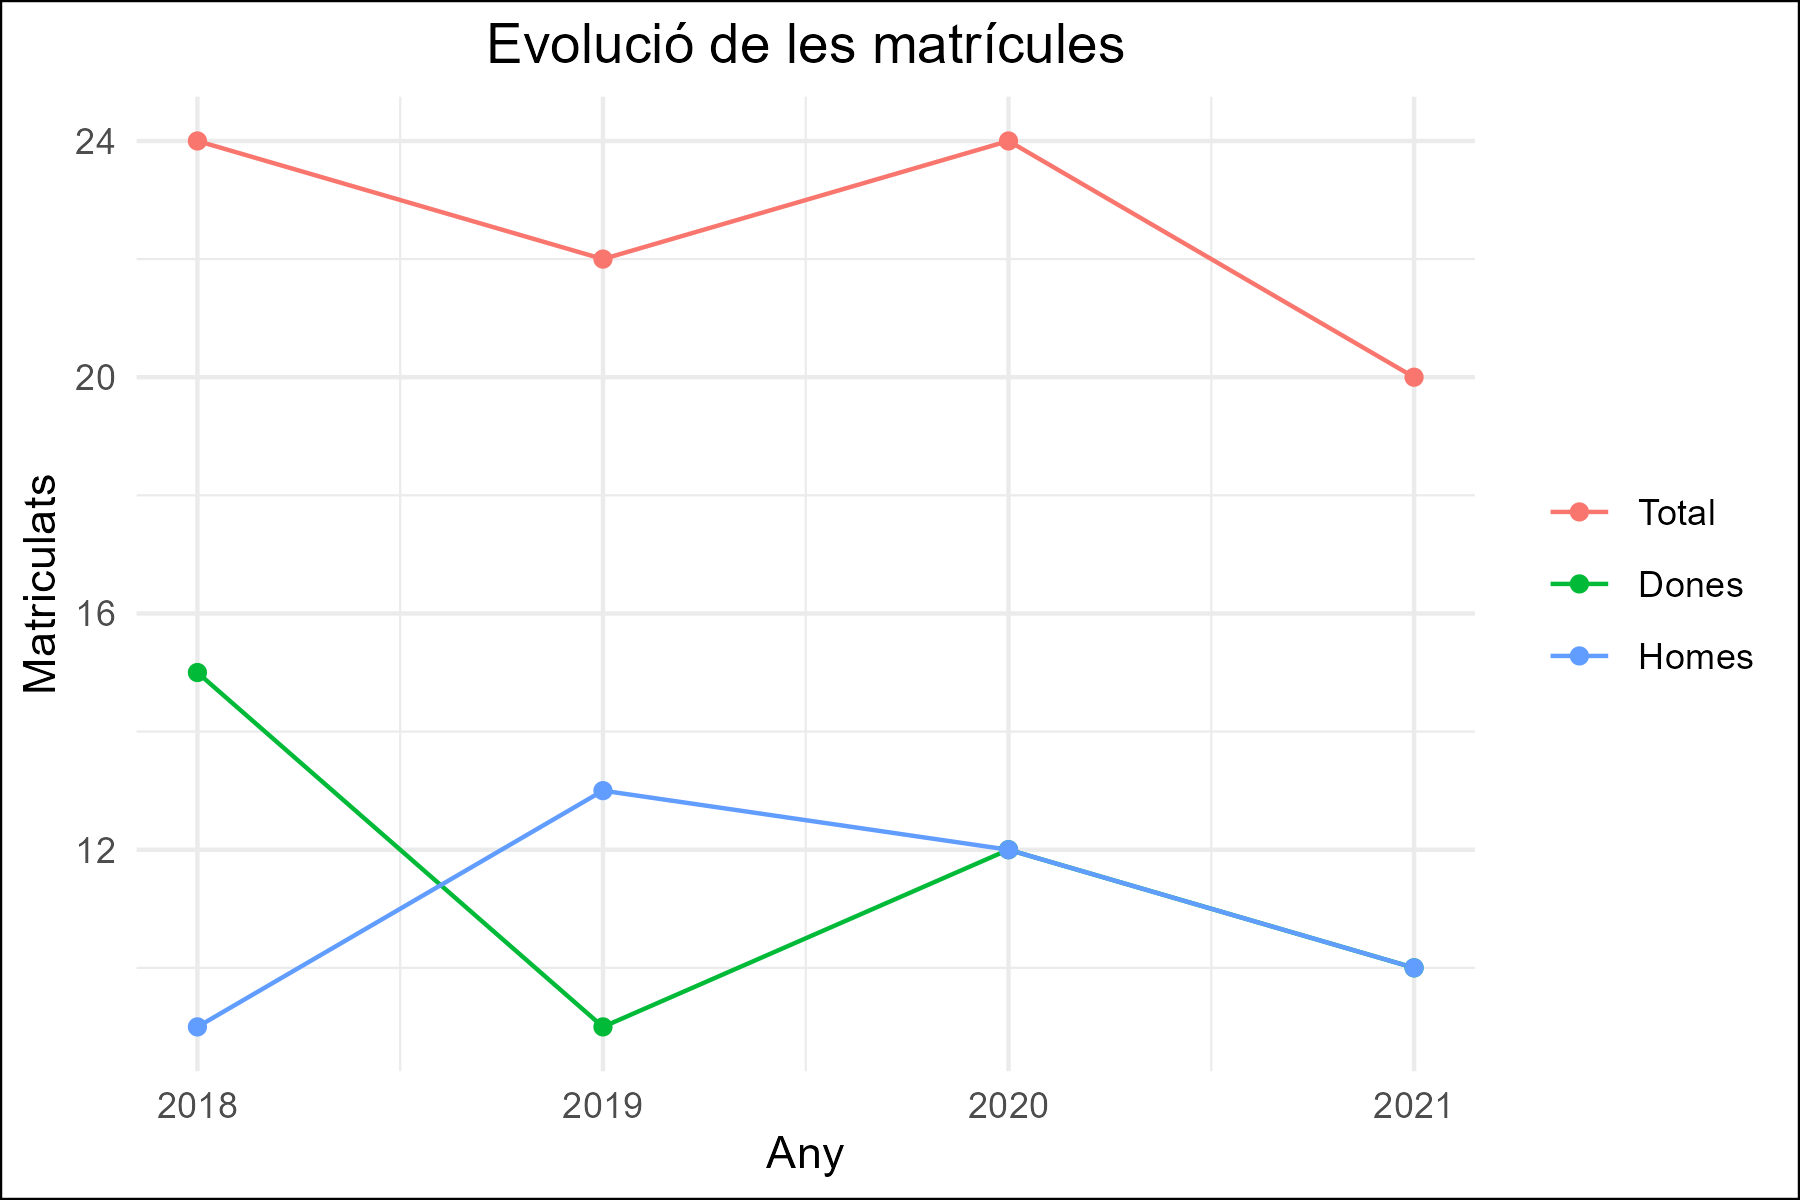 Evolució de les matrícules
24
20
16
12
Matriculats
2018 2019 2020 2021
Any
Total
Dones
Homes